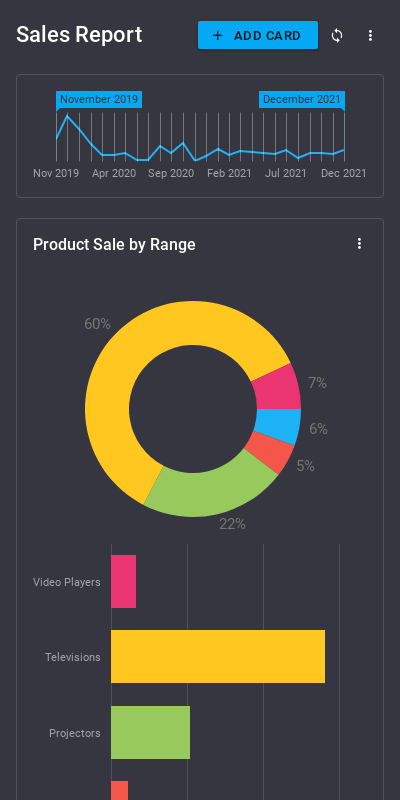 Sales Report
+ ADD CARD
November 2019
December 2021
Nov 2019 Apr 2020 Sep 2020 Feb 2021 Jul 2021 Dec 2021
Product Sale by Range
60%
7%
6%
5%
22%
Video Players
Televisions
Projectors